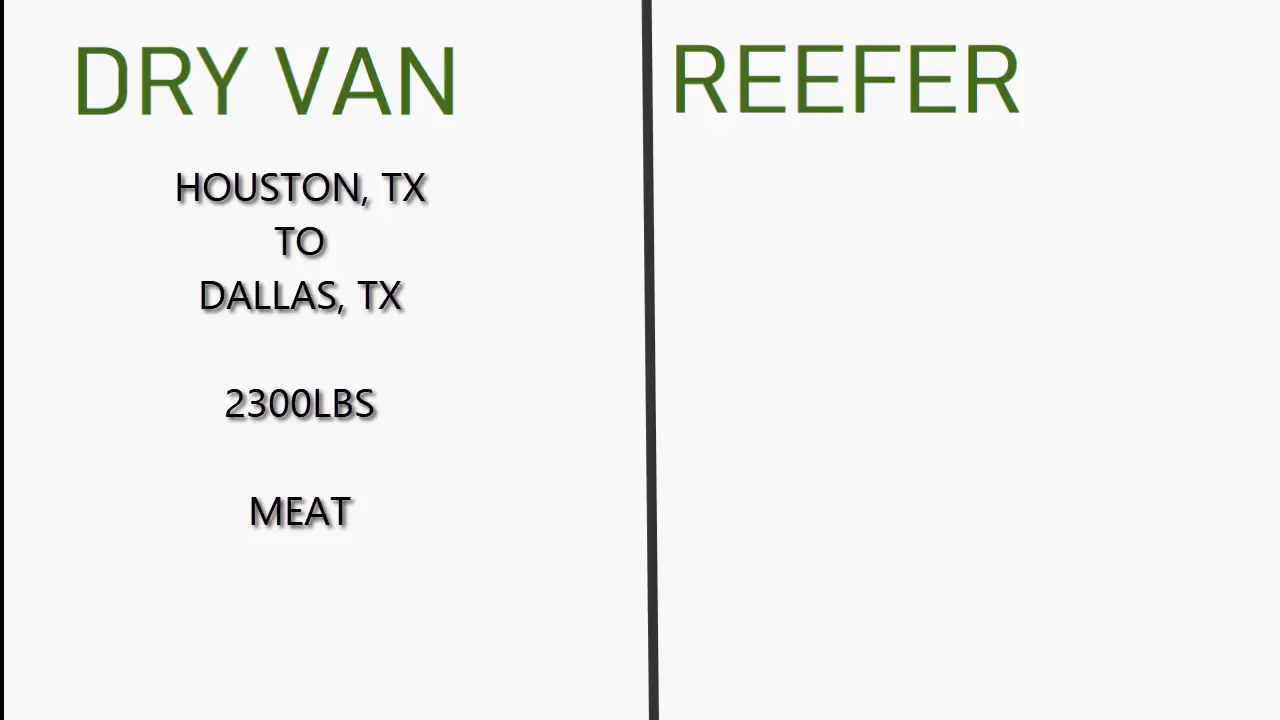 DRY VAN
HOUSTON, TX
TO
DALLAS, TX
2300LBS
MEAT
REEFER